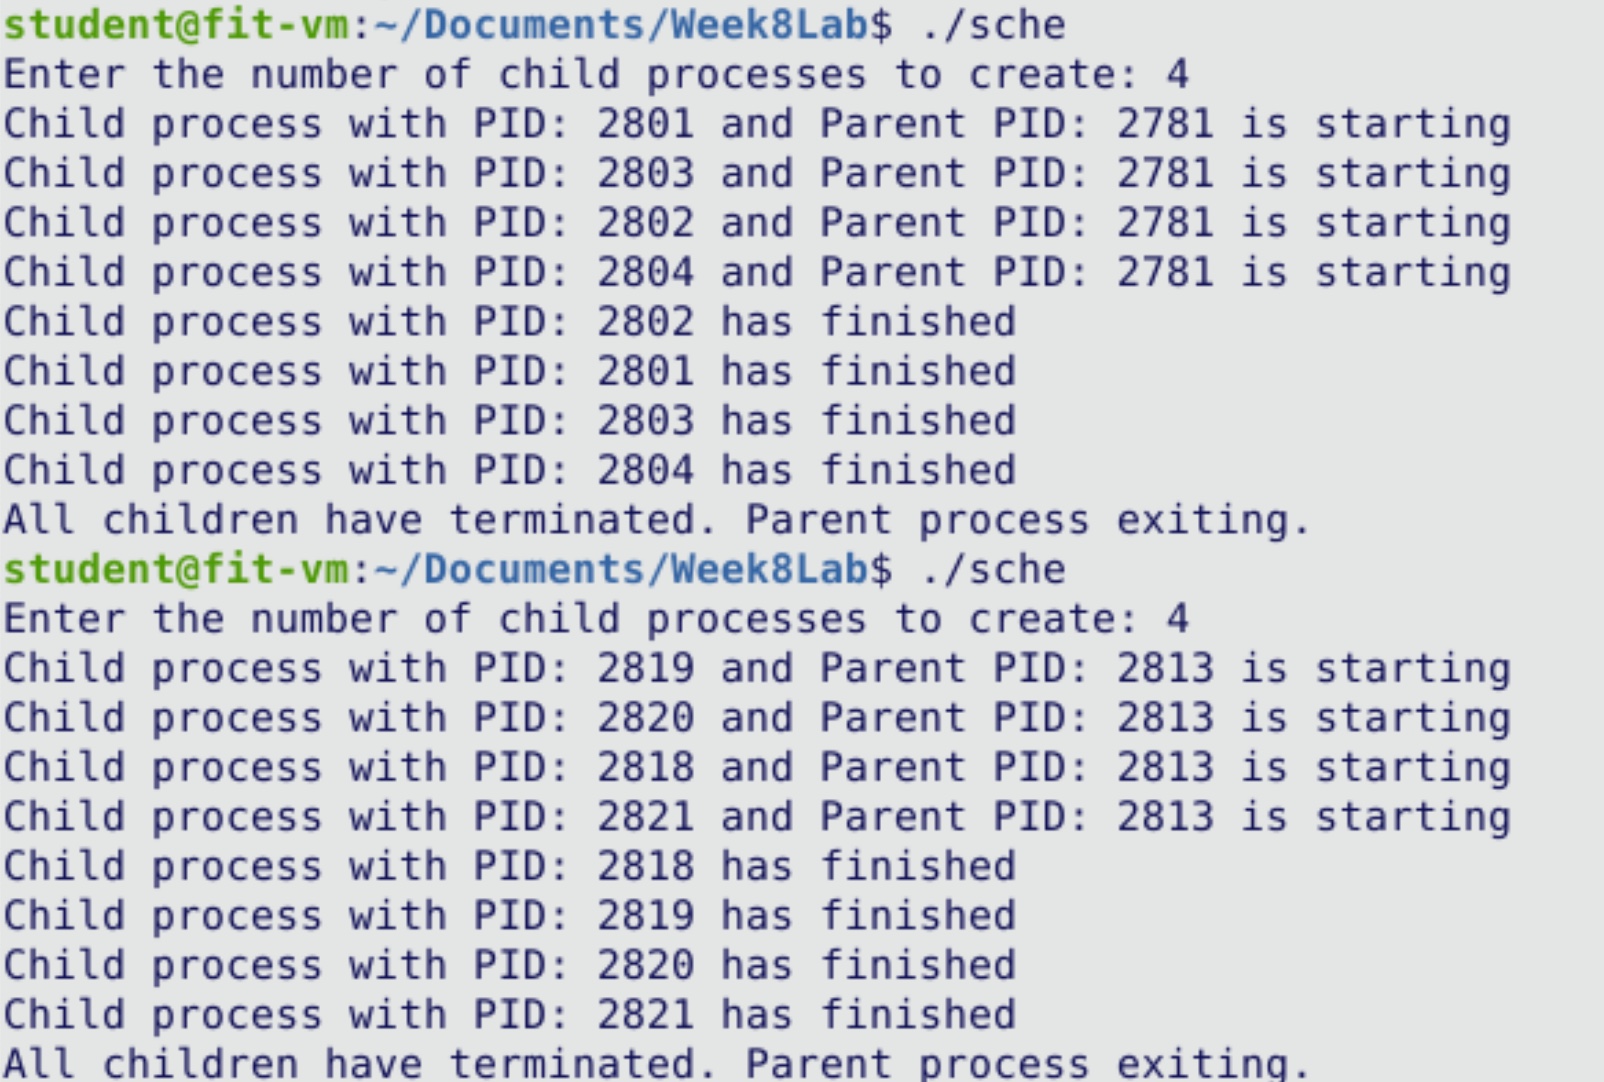 student@fit-vm:~/Documents/Week8Lab$ ./sche
Enter the number of child processes to create: 4
Child process with PID: 2801 and Parent PID: 2781 is starting
Child process with PID: 2803 and Parent PID: 2781 is starting
Child process with PID: 2802 and Parent PID: 2781 is starting
Child process with PID: 2804 and Parent PID: 2781 is starting
Child process with PID: 2802 has finished
Child process with PID: 2801 has finished
Child process with PID: 2803 has finished
Child process with PID: 2804 has finished
All children have terminated. Parent process exiting.
student@fit-vm:~/Documents/Week8Lab$ ./sche
Enter the number of child processes to create: 4
Child process with PID: 2819 and Parent PID: 2813 is starting
Child process with PID: 2820 and Parent PID: 2813 is starting
Child process with PID: 2818 and Parent PID: 2813 is starting
Child process with PID: 2821 and Parent PID: 2813 is starting
Child process with PID: 2818 has finished
Child process with PID: 2819 has finished
Child process with PID: 2820 has finished
Child process with PID: 2821 has finished
All children have terminated. Parent process exiting.